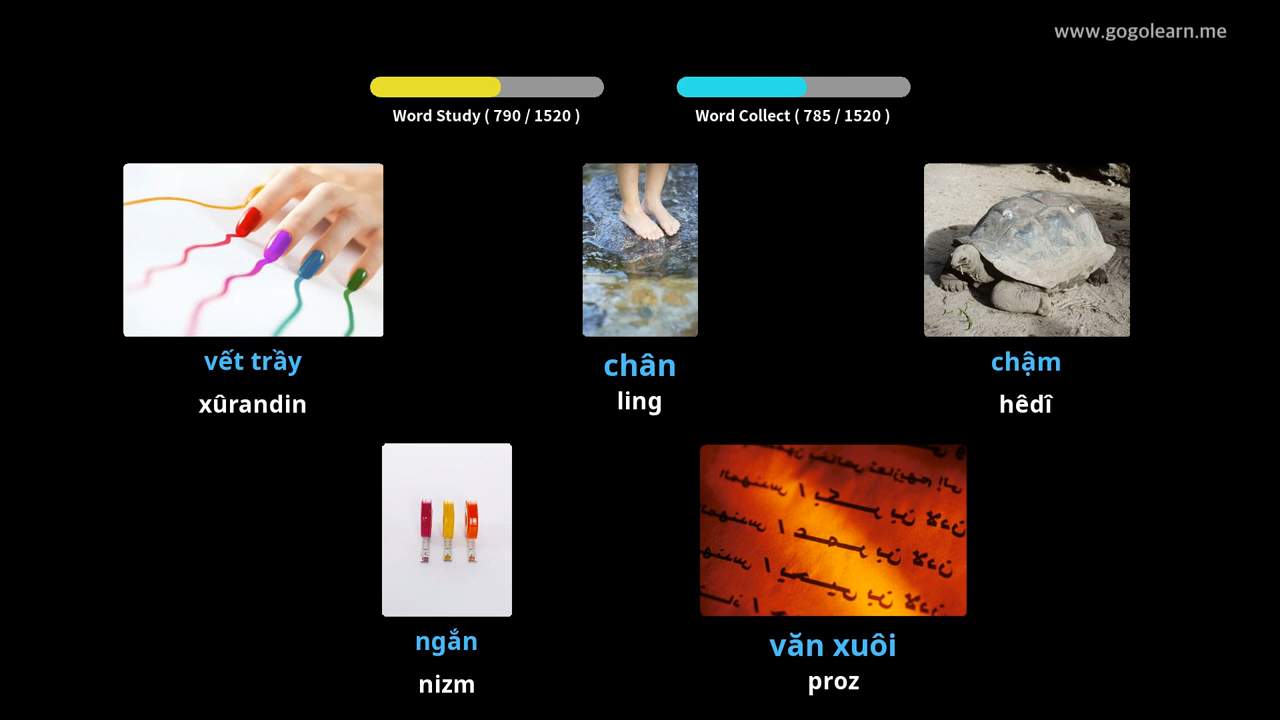 www.gogolearn.me
Word Study ( 790 / 1520 )
Word Collect ( 785 / 1520 )
vết trầy
xûrandin
chân
ling
chậm
hêdî
ngắn
nizm
văn xuôi
proz